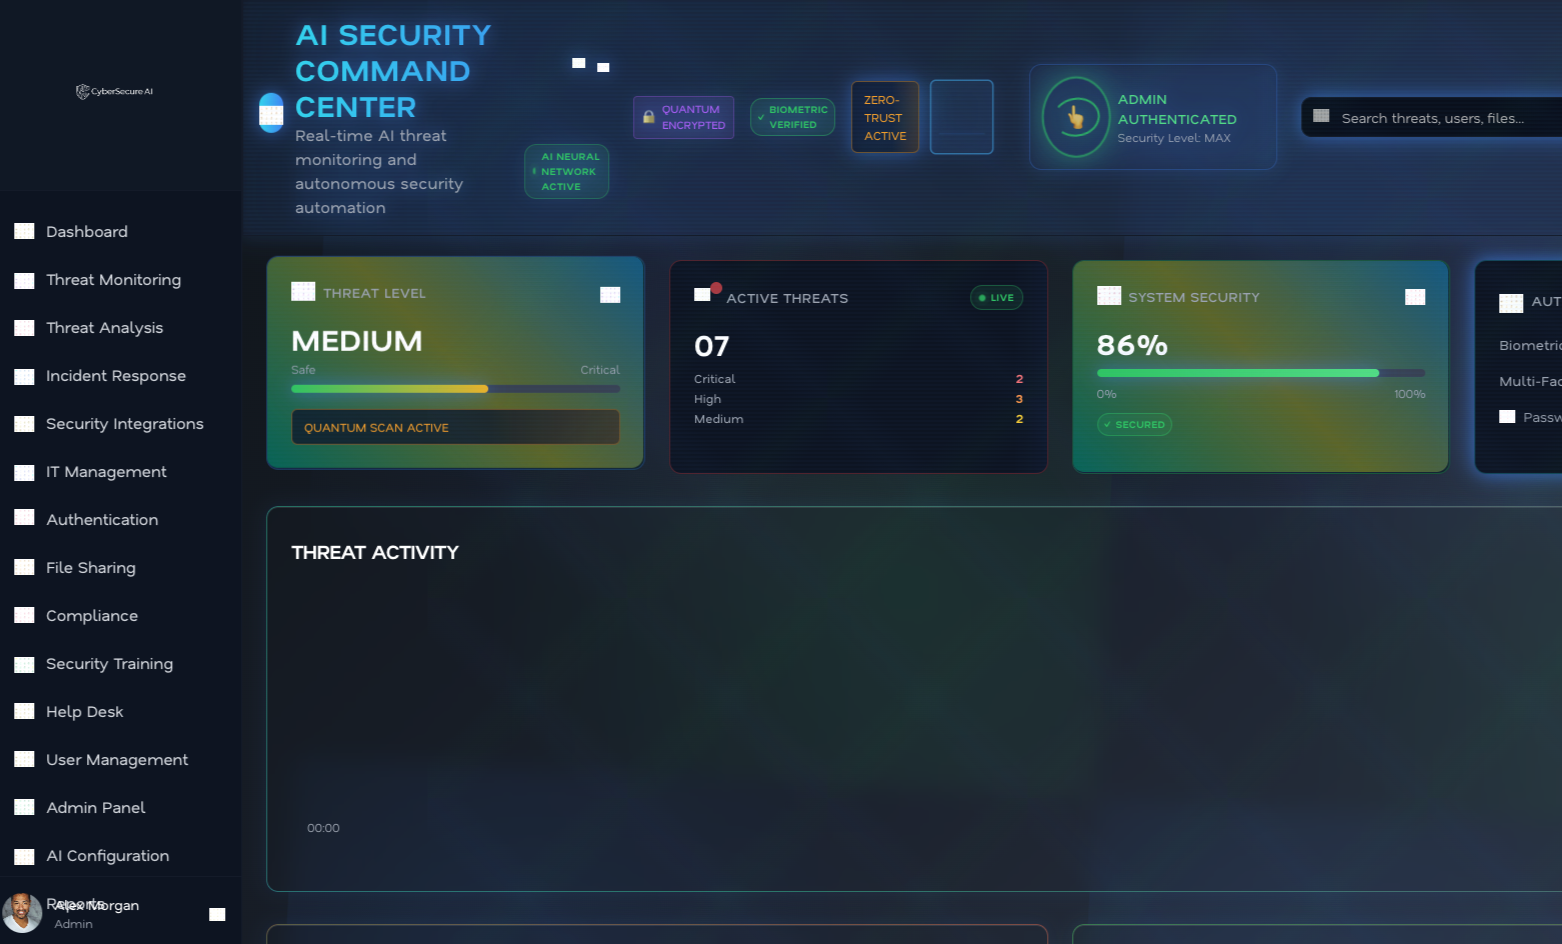 CyberSecure AI
Dashboard
Threat Monitoring
Threat Analysis
Incident Response
Security Integrations
IT Management
Authentication
File Sharing
Compliance
Security Training
Help Desk
User Management
Admin Panel
AI Configuration
Reports
Alex Morgan
Admin
AI SECURITY
COMMAND
CENTER
Real-time AI threat
monitoring and
autonomous security
automation
AI NEURAL
NETWORK
ACTIVE
QUANTUM
ENCRYPTED
BIOMETRIC
VERIFIED
ZERO-
TRUST
ACTIVE
ADMIN
AUTHENTICATED
Security Level: MAX
Search threats, users, files...
THREAT LEVEL
MEDIUM
Safe Critical
QUANTUM SCAN ACTIVE
ACTIVE THREATS LIVE
07
Critical 2
High 3
Medium 2
SYSTEM SECURITY
86%
0% 100%
SECURED
AUT
Biometric
Multi-Fac
Passw
THREAT ACTIVITY
00:00